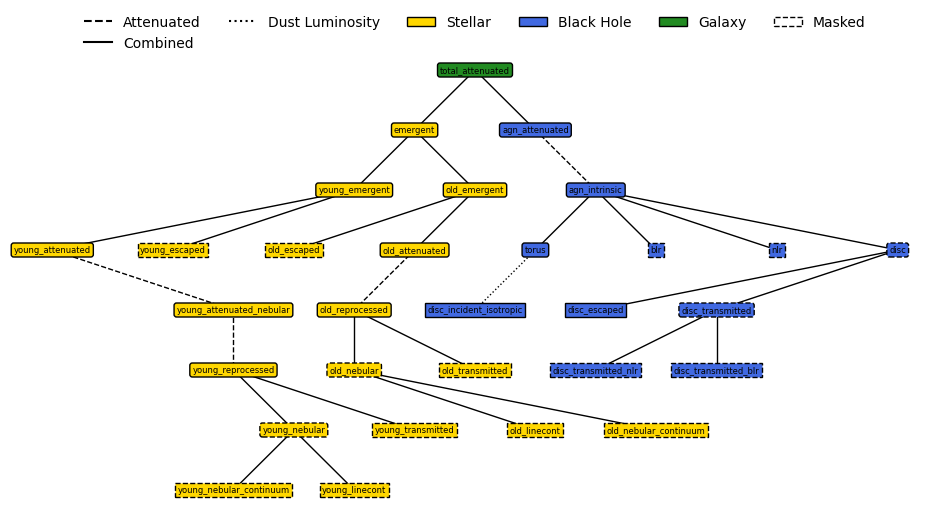 Attenuated Dust Luminosity Stellar Black Hole Galaxy Masked
Combined
total_attenuated
emergent agn_attenuated
young_emergent old_emergent agn_intrinsic
young_attenuated young_escaped old_escaped old_attenuated torus blr nlr disc
young_attenuated_nebular old_reprocessed disc_incident_isotropic disc_escaped disc_transmitted
young_reprocessed old_nebular old_transmitted disc_transmitted_nlr disc_transmitted_blr
young_nebular young_transmitted old_linecont old_nebular_continuum
young_nebular_continuum young_linecont